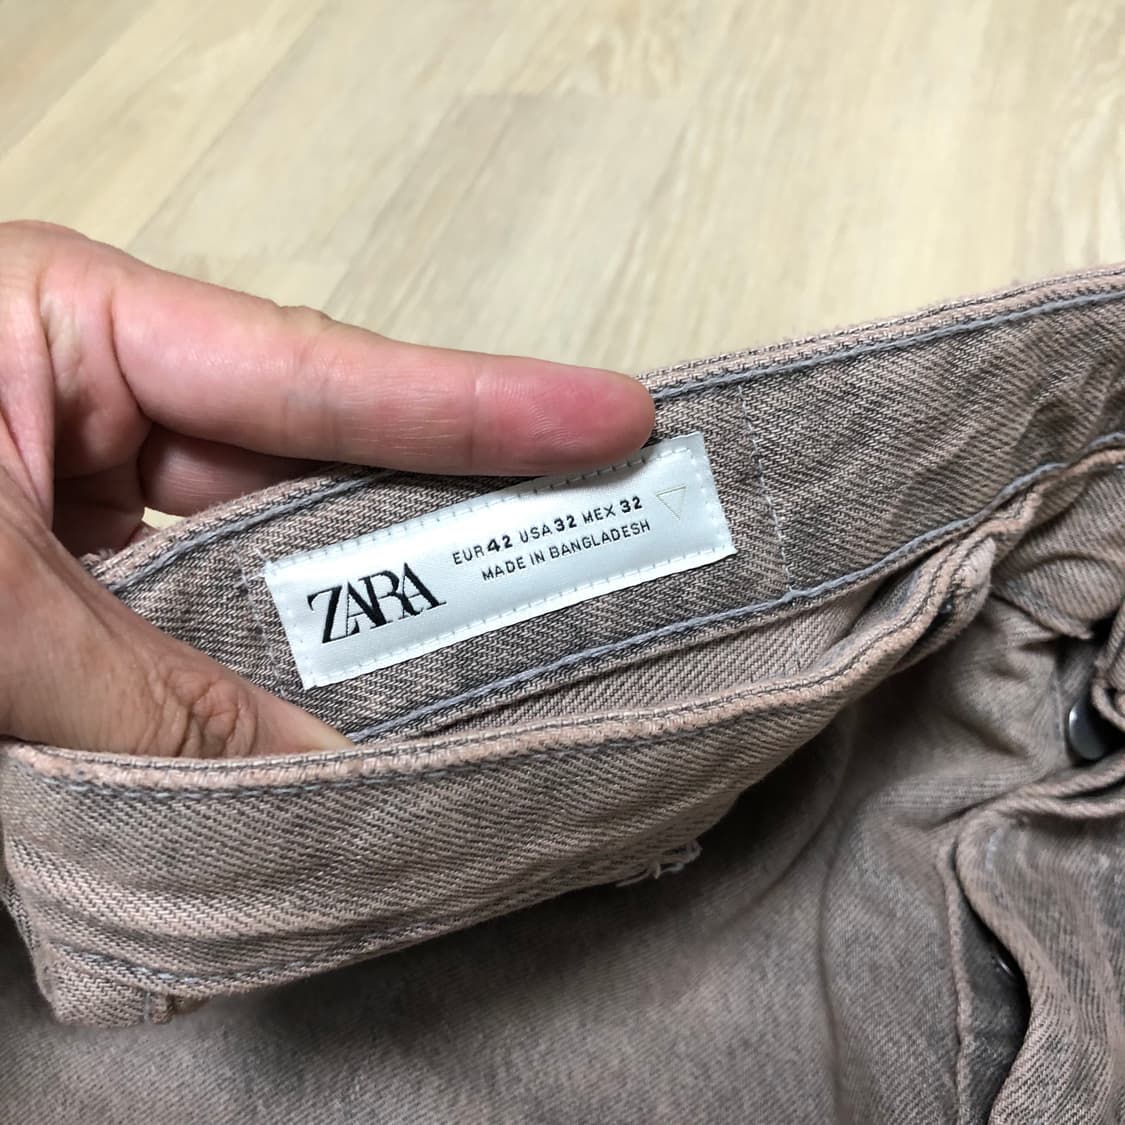 ZARA
EUR 42 USA 32 MEX 32
MADE IN BANGLADESH